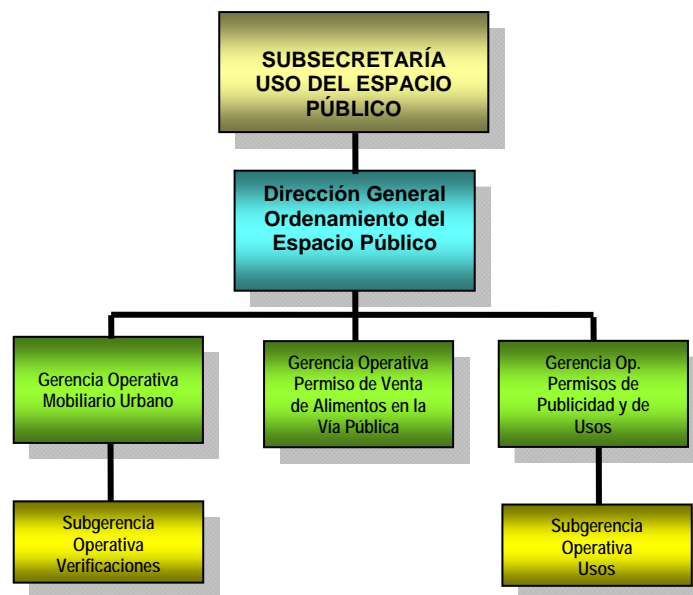 SUBSECRETARÍA
USO DEL ESPACIO
PÚBLICO
Dirección General
Ordenamiento del
Espacio Público
Gerencia Operativa
Mobiliario Urbano
Gerencia Operativa
Permiso de Venta
de Alimentos en la
Vía Pública
Gerencia Op.
Permisos de
Publicidad y de
Usos
Subgerencia
Operativa
Verificaciones
Subgerencia
Operativa
Usos